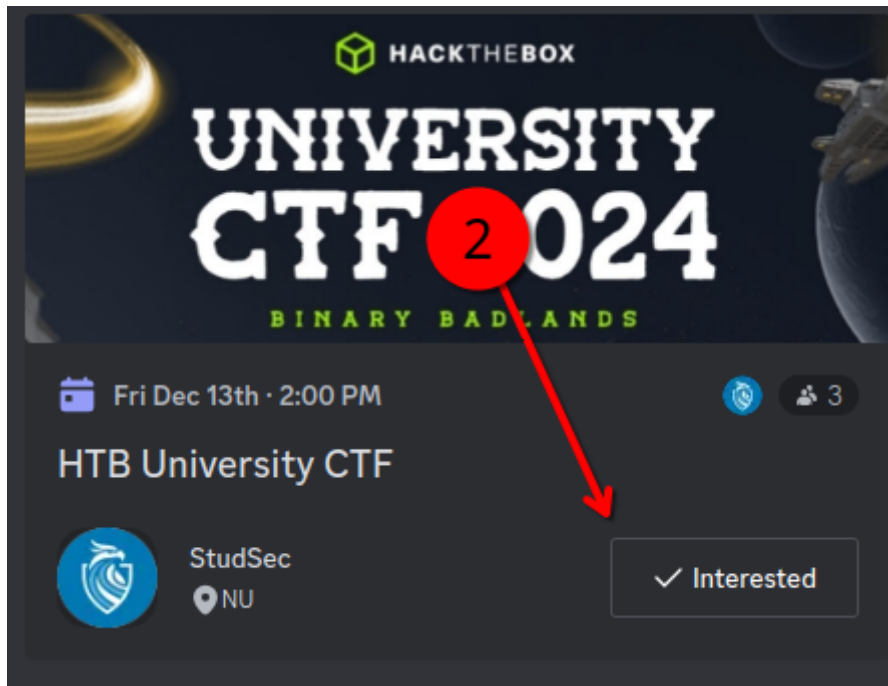 HACKTHEBOX
UNIVERSITY
CTF 2 024
BINARY BADLANDS
Fri Dec 13th · 2:00 PM
3
HTB University CTF
StudSec
NU
Interested